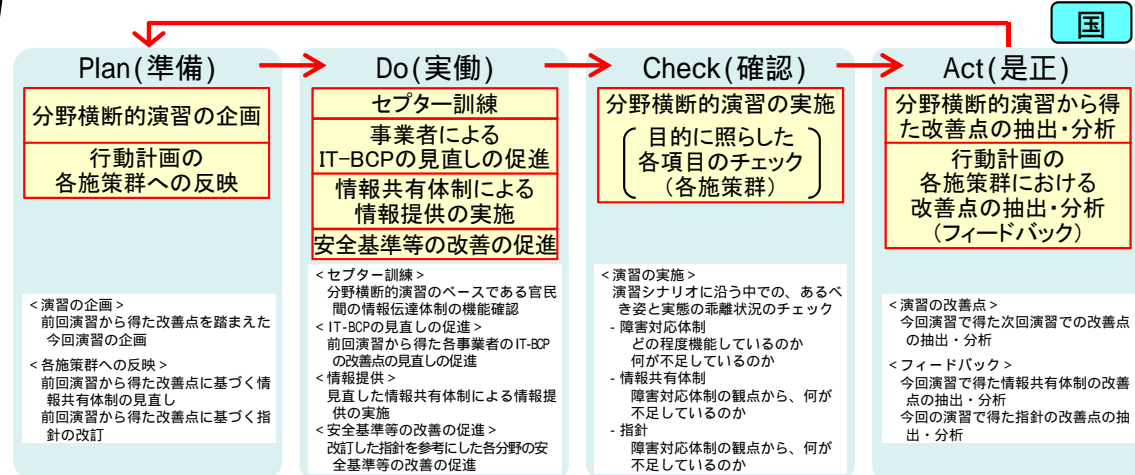 国
Plan(準備)
分野横断的演習の企画
行動計画の
各施策群への反映
<演習の企画>
前回演習から得た改善点を踏まえた
今回演習の企画
<各施策群への反映>
前回演習から得た改善点に基づく情
報共有体制の見直し
前回演習から得た改善点に基づく指
針の改訂
Do(実働)
セプター訓練
事業者による
IT-BCPの見直しの促進
情報共有体制による
情報提供の実施
安全基準等の改善の促進
<セプター訓練>
分野横断的演習のベースである官民
間の情報伝達体制の機能確認
<IT-BCPの見直しの促進>
前回演習から得た各事業者のIT-BCP
の改善点の見直しの促進
<情報提供>
見直した情報共有体制による情報提
供の実施
<安全基準等の改善の促進>
改訂した指針を参考にした各分野の安
全基準等の改善の促進
Check(確認)
分野横断的演習の実施
目的に照らした
各項目のチェック
(各施策群)
<演習の実施>
演習シナリオに沿う中での、あるべ
き姿と実態の乖離状況のチェック
- 障害対応体制
どの程度機能しているのか
何が不足しているのか
- 情報共有体制
障害対応体制の観点から、何が
不足しているのか
- 指針
障害対応体制の観点から、何が
不足しているのか
Act(是正)
分野横断的演習から得
た改善点の抽出・分析
行動計画の
各施策群における
改善点の抽出・分析
(フィードバック)
<演習の改善点>
今回演習で得た次回演習での改善点
の抽出・分析
<フィードバック>
今回演習で得た情報共有体制の改善
点の抽出・分析
今回の演習で得た指針の改善点の抽
出・分析